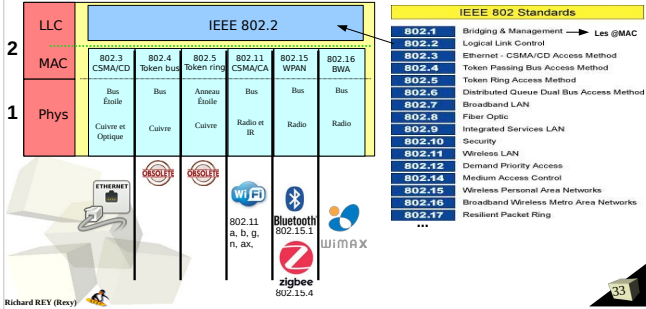 LLC
IEEE 802.2
2
MAC
802.3
CSMA/CD
802.4
Token bus
802.5
Token ring
802.11
CSMA/CA
802.15
WPAN
802.16
BWA
1
Phys
Bus
Étoile
Bus
Anneau
Étoile
Bus
Bus
Bus
Cuivre et
Optique
Cuivre
Cuivre
Radio et
IR
Radio
Radio
ETHERNET
OBSOLETE
OBSOLETE
WiFi
802.11
a, b, g,
n, ax,
Bluetooth
802.15.1
zigbee
802.15.4
WiMAX
IEEE 802 Standards
802.1 Bridging & Management Les @MAC
802.2 Logical Link Control
802.3 Ethernet - CSMA/CD Access Method
802.4 Token Passing Bus Access Method
802.5 Token Ring Access Method
802.6 Distributed Queue Dual Bus Access Method
802.7 Broadband LAN
802.8 Fiber Optic
802.9 Integrated Services LAN
802.10 Security
802.11 Wireless LAN
802.12 Demand Priority Access
802.14 Medium Access Control
802.15 Wireless Personal Area Networks
802.16 Broadband Wireless Metro Area Networks
802.17 Resilient Packet Ring
...
Richard REY (Rexy)
33